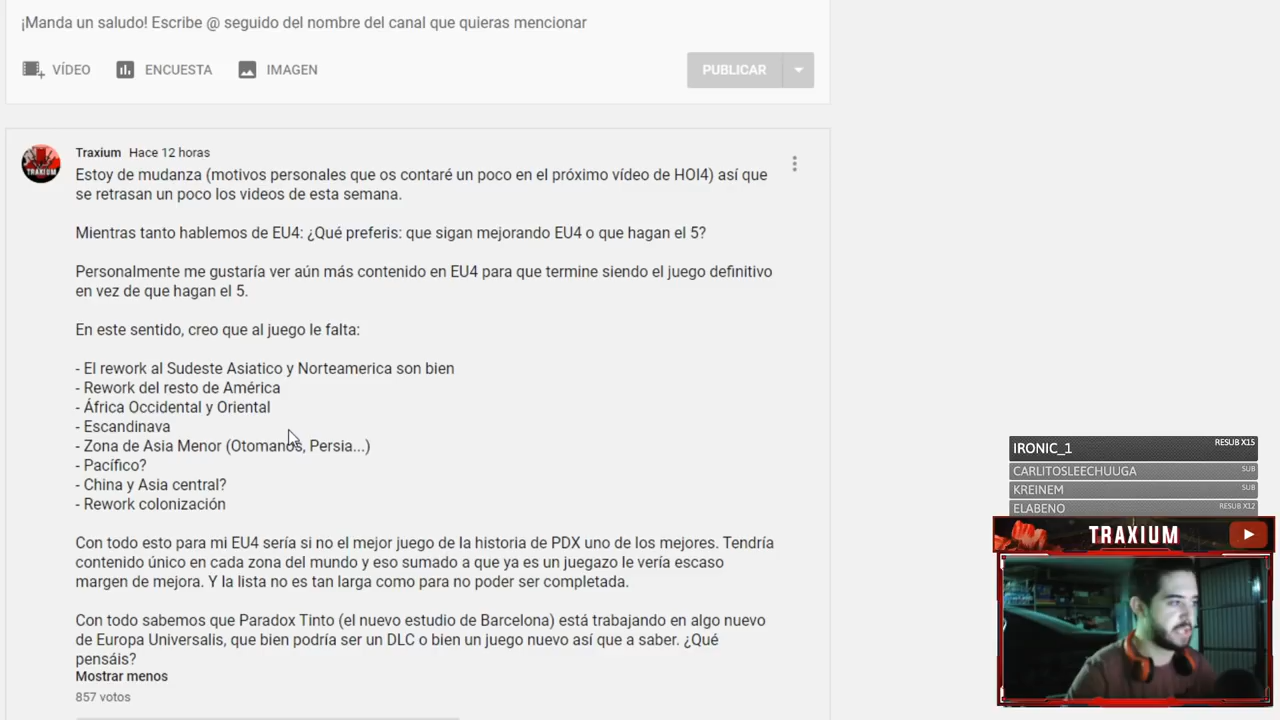 ¡Manda un saludo! Escribe @ seguido del nombre del canal que quieras mencionar
VÍDEO
ENCUESTA
IMAGEN
PUBLICAR
Traxium Hace 12 horas
Estoy de mudanza (motivos personales que os contaré un poco en el próximo vídeo de HOI4) así que
se retrasan un poco los videos de esta semana.
Mientras tanto hablemos de EU4: ¿Qué preferis: que sigan mejorando EU4 o que hagan el 5?
Personalmente me gustaría ver aún más contenido en EU4 para que termine siendo el juego definitivo
en vez de que hagan el 5.
En este sentido, creo que al juego le falta:
- El rework al Sudeste Asiatico y Norteamerica son bien
- Rework del resto de América
- África Occidental y Oriental
- Escandinava
- Zona de Asia Menor (Otomanos, Persia...)
- Pacífico?
- China y Asia central?
- Rework colonización
Con todo esto para mi EU4 sería si no el mejor juego de la historia de PDX uno de los mejores. Tendría
contenido único en cada zona del mundo y eso sumado a que ya es un juegazo le vería escaso
margen de mejora. Y la lista no es tan larga como para no poder ser completada.
Con todo sabemos que Paradox Tinto (el nuevo estudio de Barcelona) está trabajando en algo nuevo
de Europa Universalis, que bien podría ser un DLC o bien un juego nuevo así que a saber. ¿Qué
pensáis?
Mostrar menos
857 votos
IRONIC_1 RESUB X15
CARLITOSLEECHUUGA SUB
KREINEM SUB
ELABENO RESUB X12
TRAXIUM